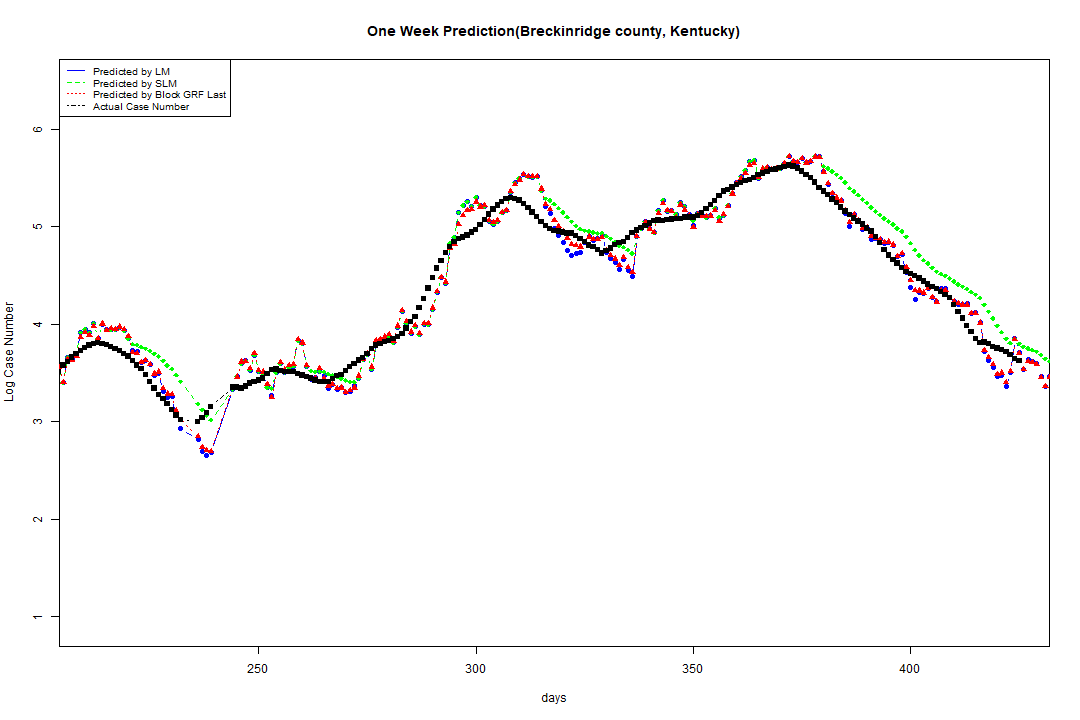 One Week Prediction(Breckinridge county, Kentucky)
Predicted by LM
Predicted by SLM
Predicted by Block GRF Last
Actual Case Number
Log Case Number
6
5
4
3
2
1
250
300
350
400
days